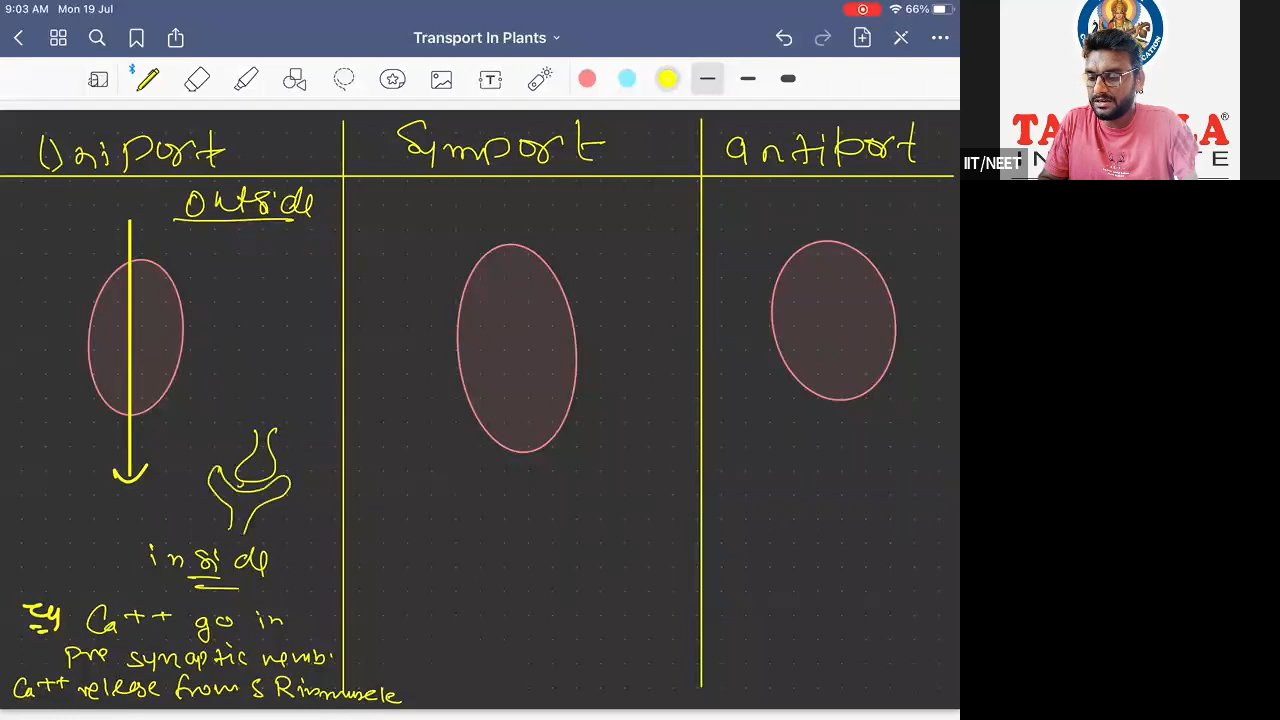 9:03 AM Mon 19 Jul
66%
Transport In Plants
Uniport
Symport
antiport
outside
inside
Eg Ca++ go in
Pre synaptic memb.
Ca++ release from SR in muscle
IIT/NEET